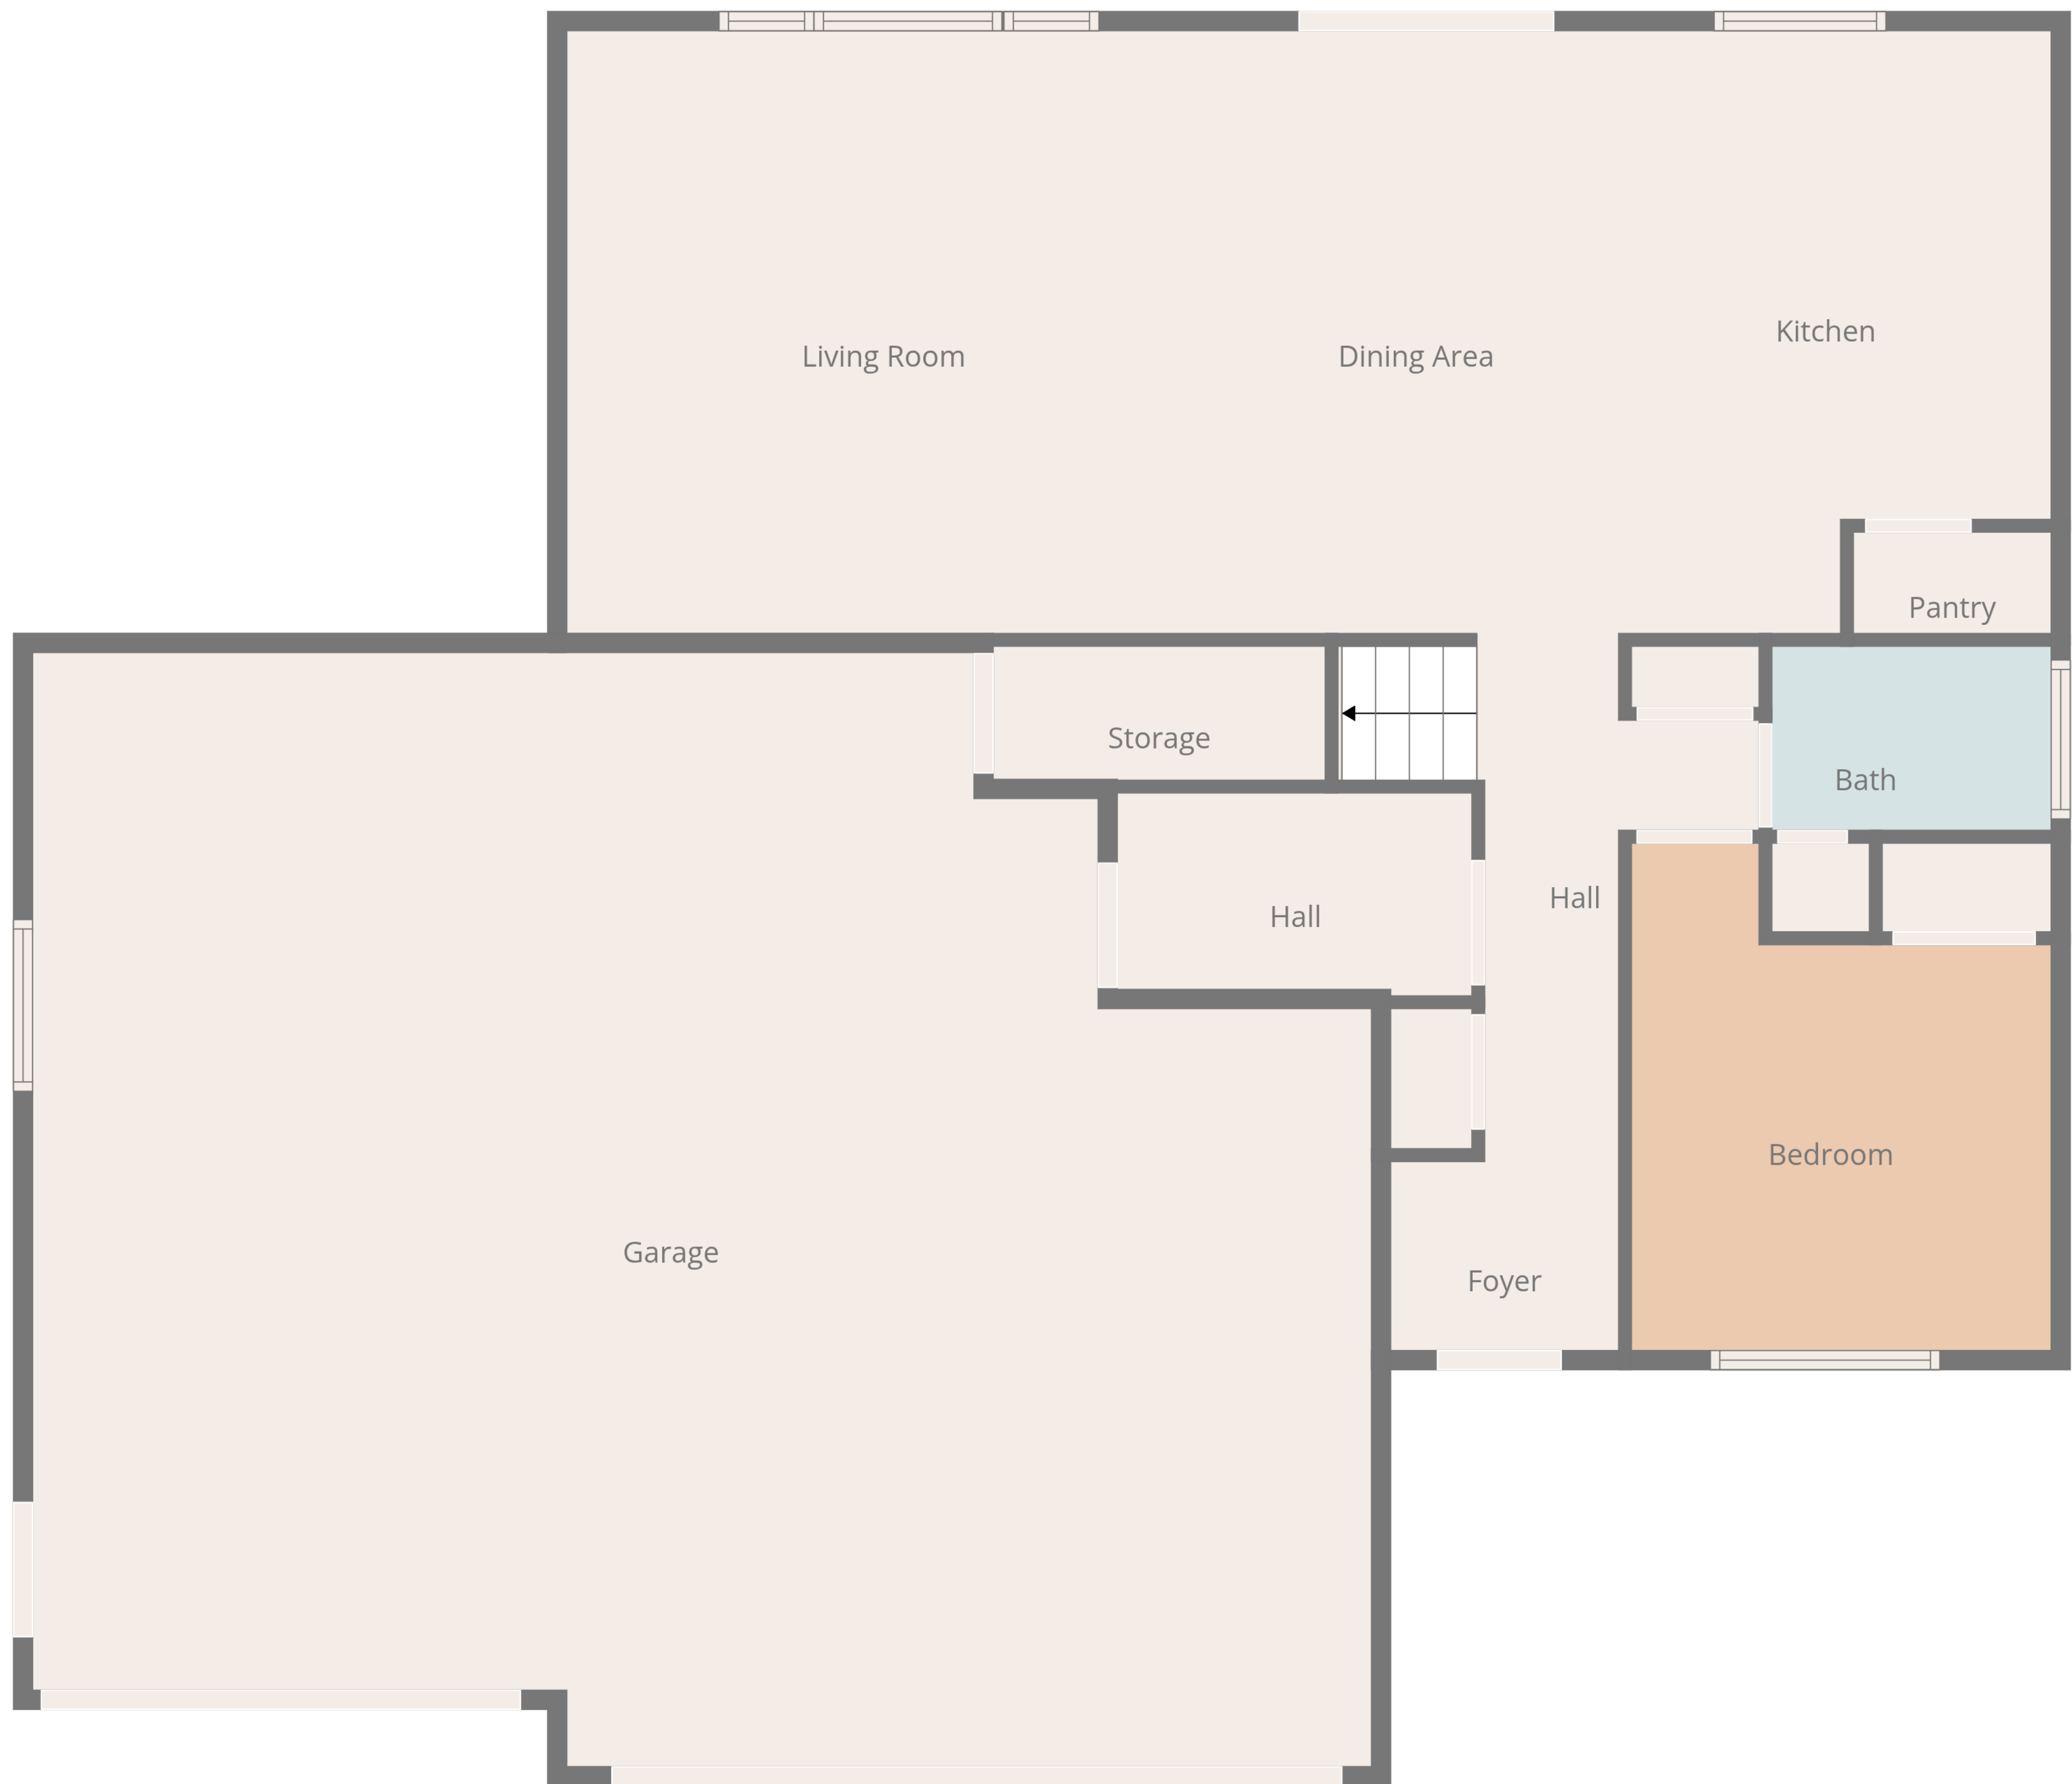 Kitchen
Living Room
Dining Area
Pantry
Storage
Bath
Hall
Hall
Bedroom
Garage
Foyer